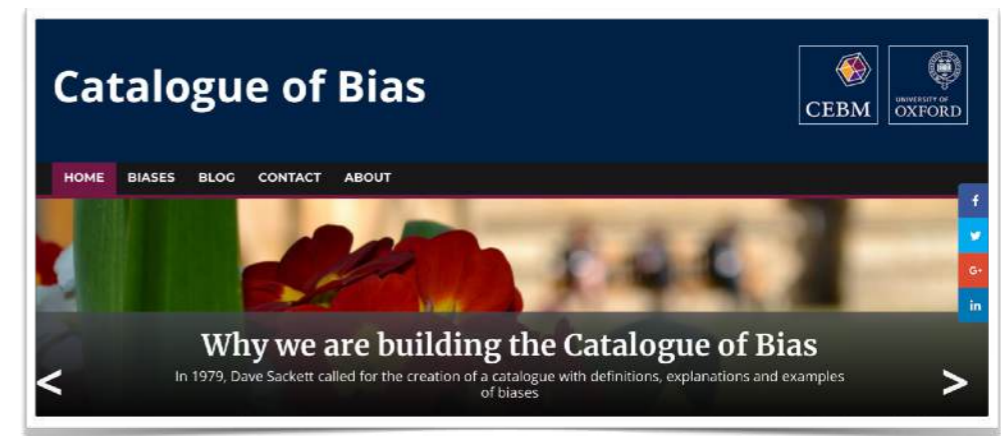 Catalogue of Bias
CEBM
UNIVERSITY OF
OXFORD
HOME BIASES BLOG CONTACT ABOUT
f
G+
in
Why we are building the Catalogue of Bias
< In 1979, Dave Sackett called for the creation of a catalogue with definitions, explanations and examples >
of biases